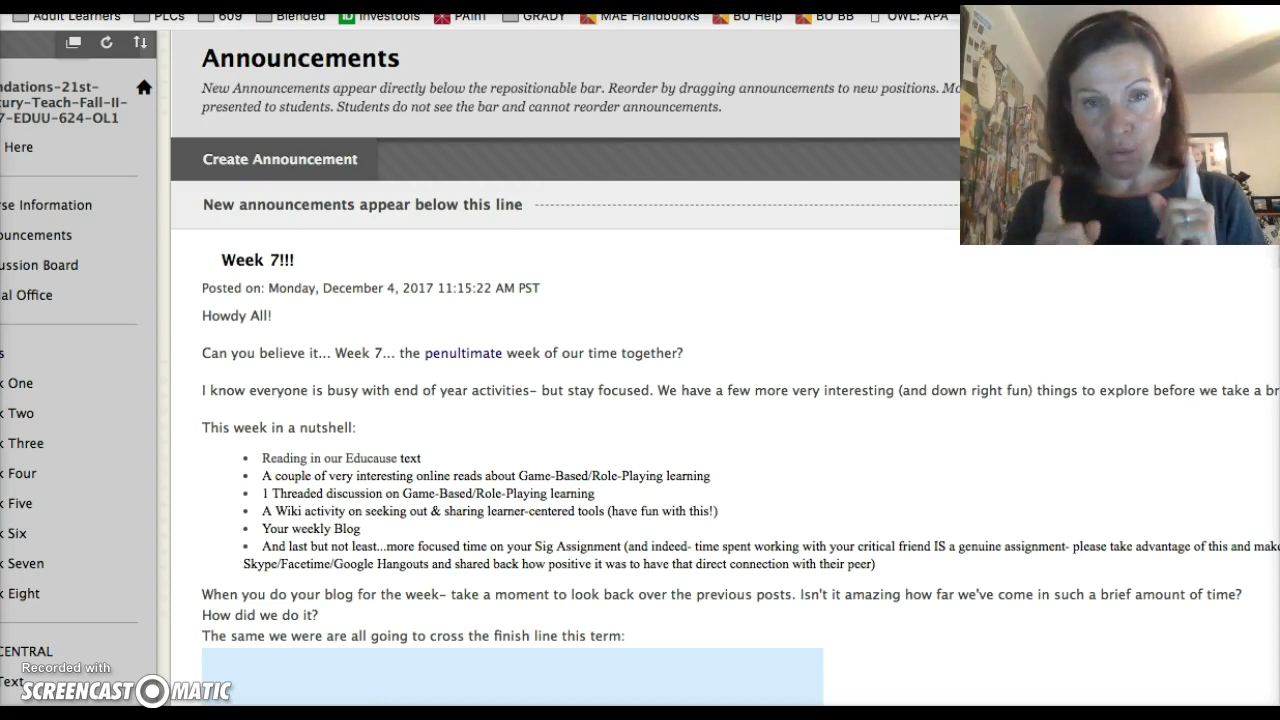 Adult Learners PLCs 609 Blended Investools PAInT GRADY MAE Handbooks BU Help BU BB OWL: APA
Announcements
New Announcements appear directly below the repositionable bar. Reorder by dragging announcements to new positions. Mo
presented to students. Students do not see the bar and cannot reorder announcements.
Create Announcement
New announcements appear below this line
ndations-21st-
tury-Teach-Fall-II-
7-EDUU-624-OL1
Here
rse Information
ouncements
ussion Board
al Office
s
k One
k Two
k Three
k Four
k Five
k Six
k Seven
k Eight
CENTRAL
Text
Week 7!!!
Posted on: Monday, December 4, 2017 11:15:22 AM PST
Howdy All!
Can you believe it... Week 7... the penultimate week of our time together?
I know everyone is busy with end of year activities- but stay focused. We have a few more very interesting (and down right fun) things to explore before we take a br
This week in a nutshell:
Reading in our Educause text
A couple of very interesting online reads about Game-Based/Role-Playing learning
1 Threaded discussion on Game-Based/Role-Playing learning
A Wiki activity on seeking out & sharing learner-centered tools (have fun with this!)
Your weekly Blog
And last but not least...more focused time on your Sig Assignment (and indeed- time spent working with your critical friend IS a genuine assignment- please take advantage of this and make
Skype/Facetime/Google Hangouts and shared back how positive it was to have that direct connection with their peer)
When you do your blog for the week- take a moment to look back over the previous posts. Isn't it amazing how far we've come in such a brief amount of time?
How did we do it?
The same we were are all going to cross the finish line this term:
Recorded with
SCREENCAST MATIC